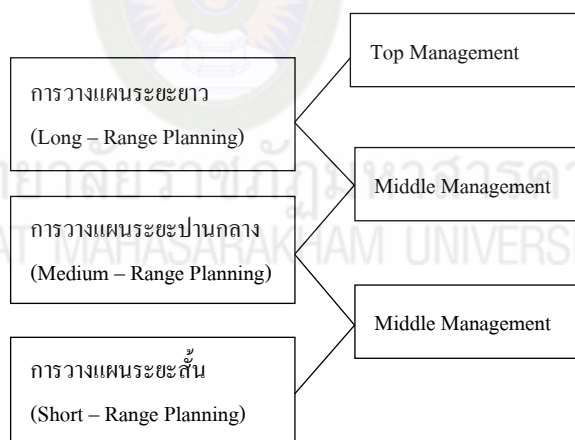 Top Management
การวางแผนระยะยาว
(Long – Range Planning)
Middle Management
การวางแผนระยะปานกลาง
(Medium – Range Planning)
Middle Management
การวางแผนระยะสั้น
(Short – Range Planning)